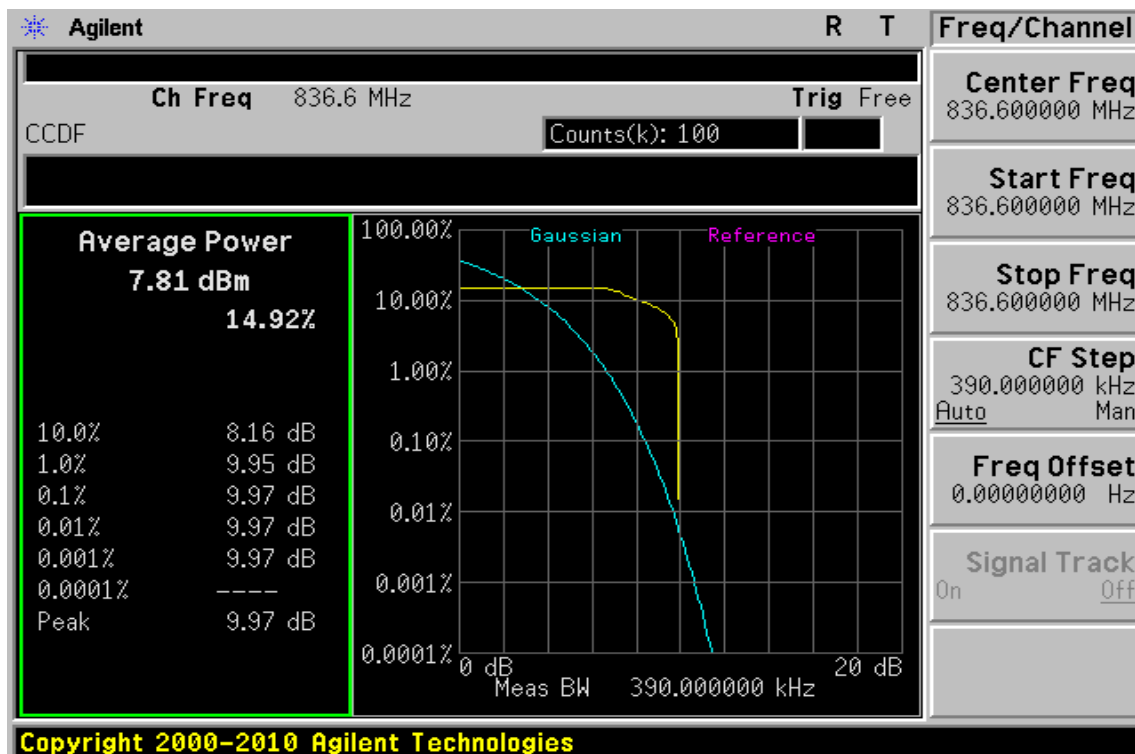 Agilent R T Freq/Channel
Ch Freq 836.6 MHz Trig Free
CCDF Counts(k): 100
Center Freq
836.600000 MHz
Start Freq
836.600000 MHz
Stop Freq
836.600000 MHz
CF Step
390.000000 kHz
Auto Man
Freq Offset
0.00000000 Hz
Signal Track
On Off
Average Power
7.81 dBm
14.92%
10.0% 8.16 dB
1.0% 9.95 dB
0.1% 9.97 dB
0.01% 9.97 dB
0.001% 9.97 dB
0.0001% ----
Peak 9.97 dB
Gaussian Reference
100.00%
10.00%
1.00%
0.10%
0.01%
0.001%
0.0001%
0 dB 20 dB
Meas BW 390.000000 kHz
Copyright 2000-2010 Agilent Technologies